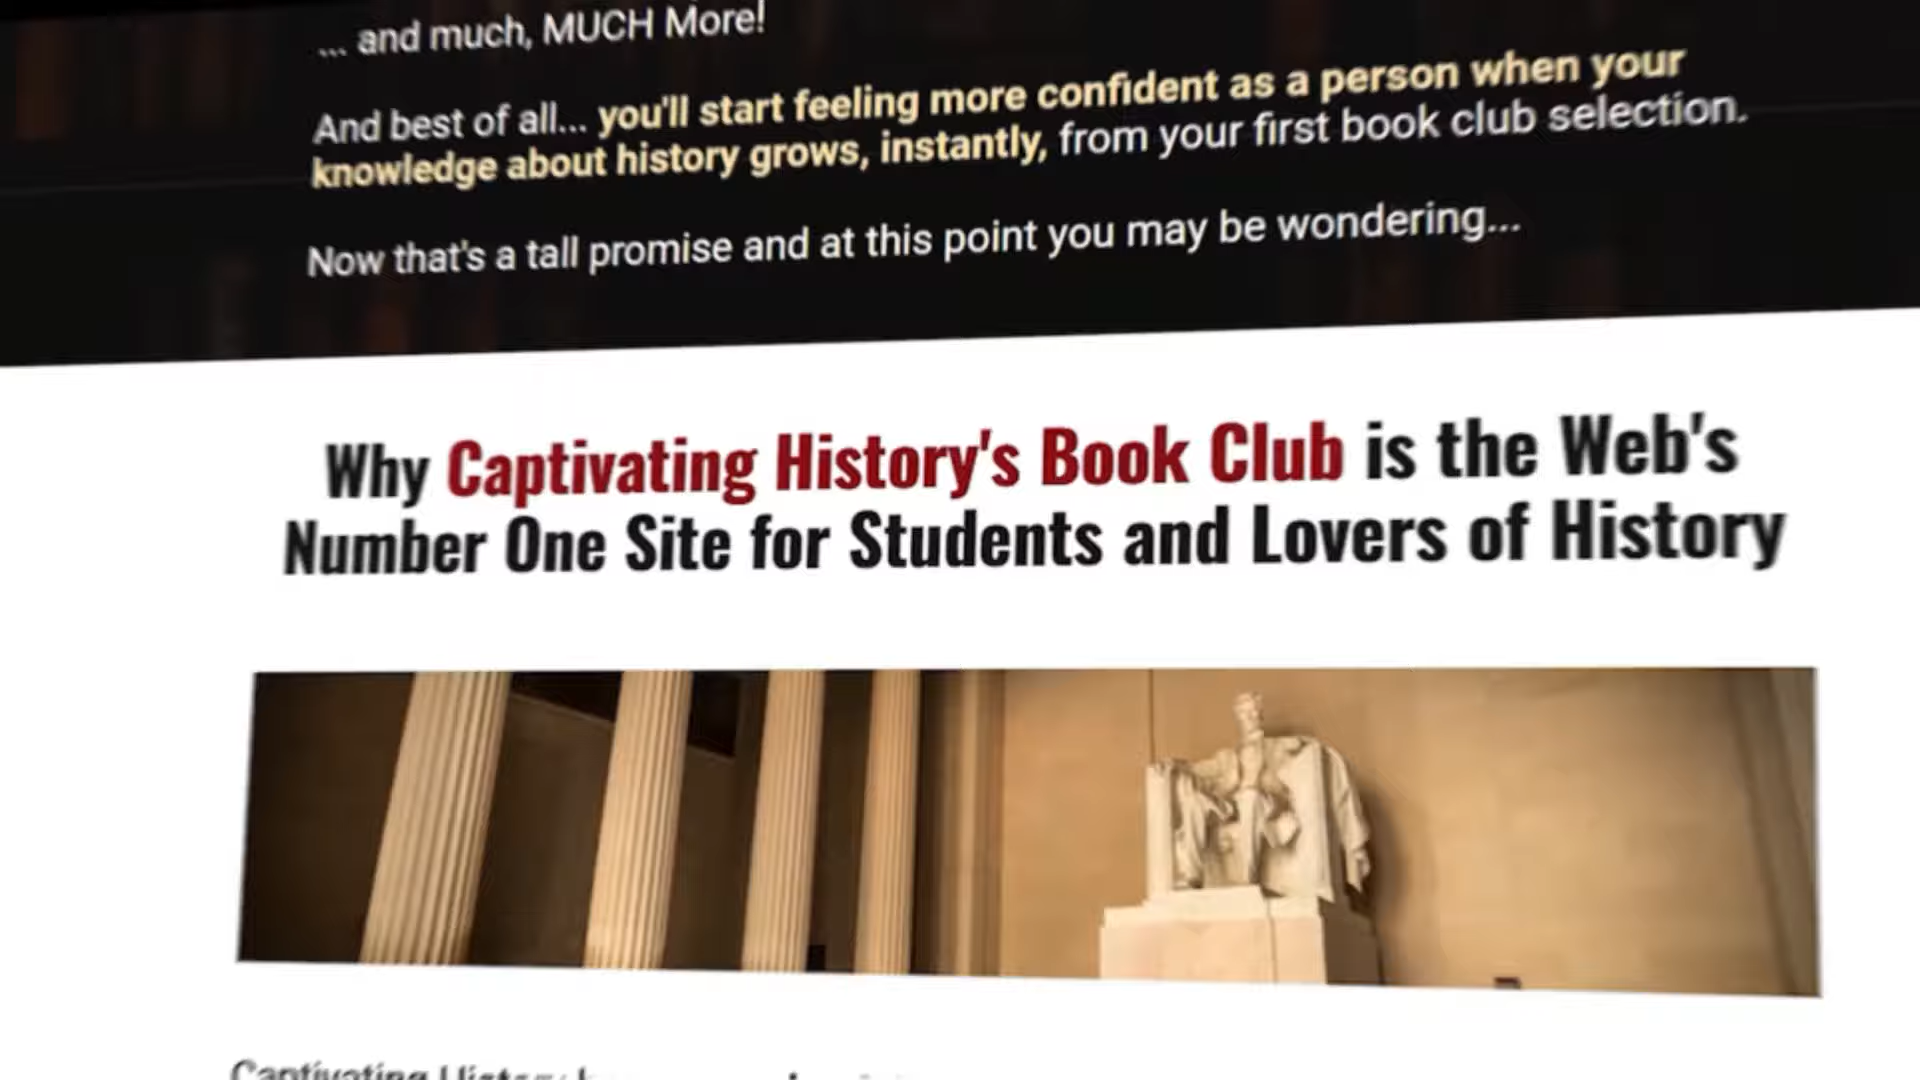 ... and much, MUCH More!
And best of all... you'll start feeling more confident as a person when your
knowledge about history grows, instantly, from your first book club selection.
Now that's a tall promise and at this point you may be wondering...
Why Captivating History's Book Club is the Web's
Number One Site for Students and Lovers of History
Captivating History